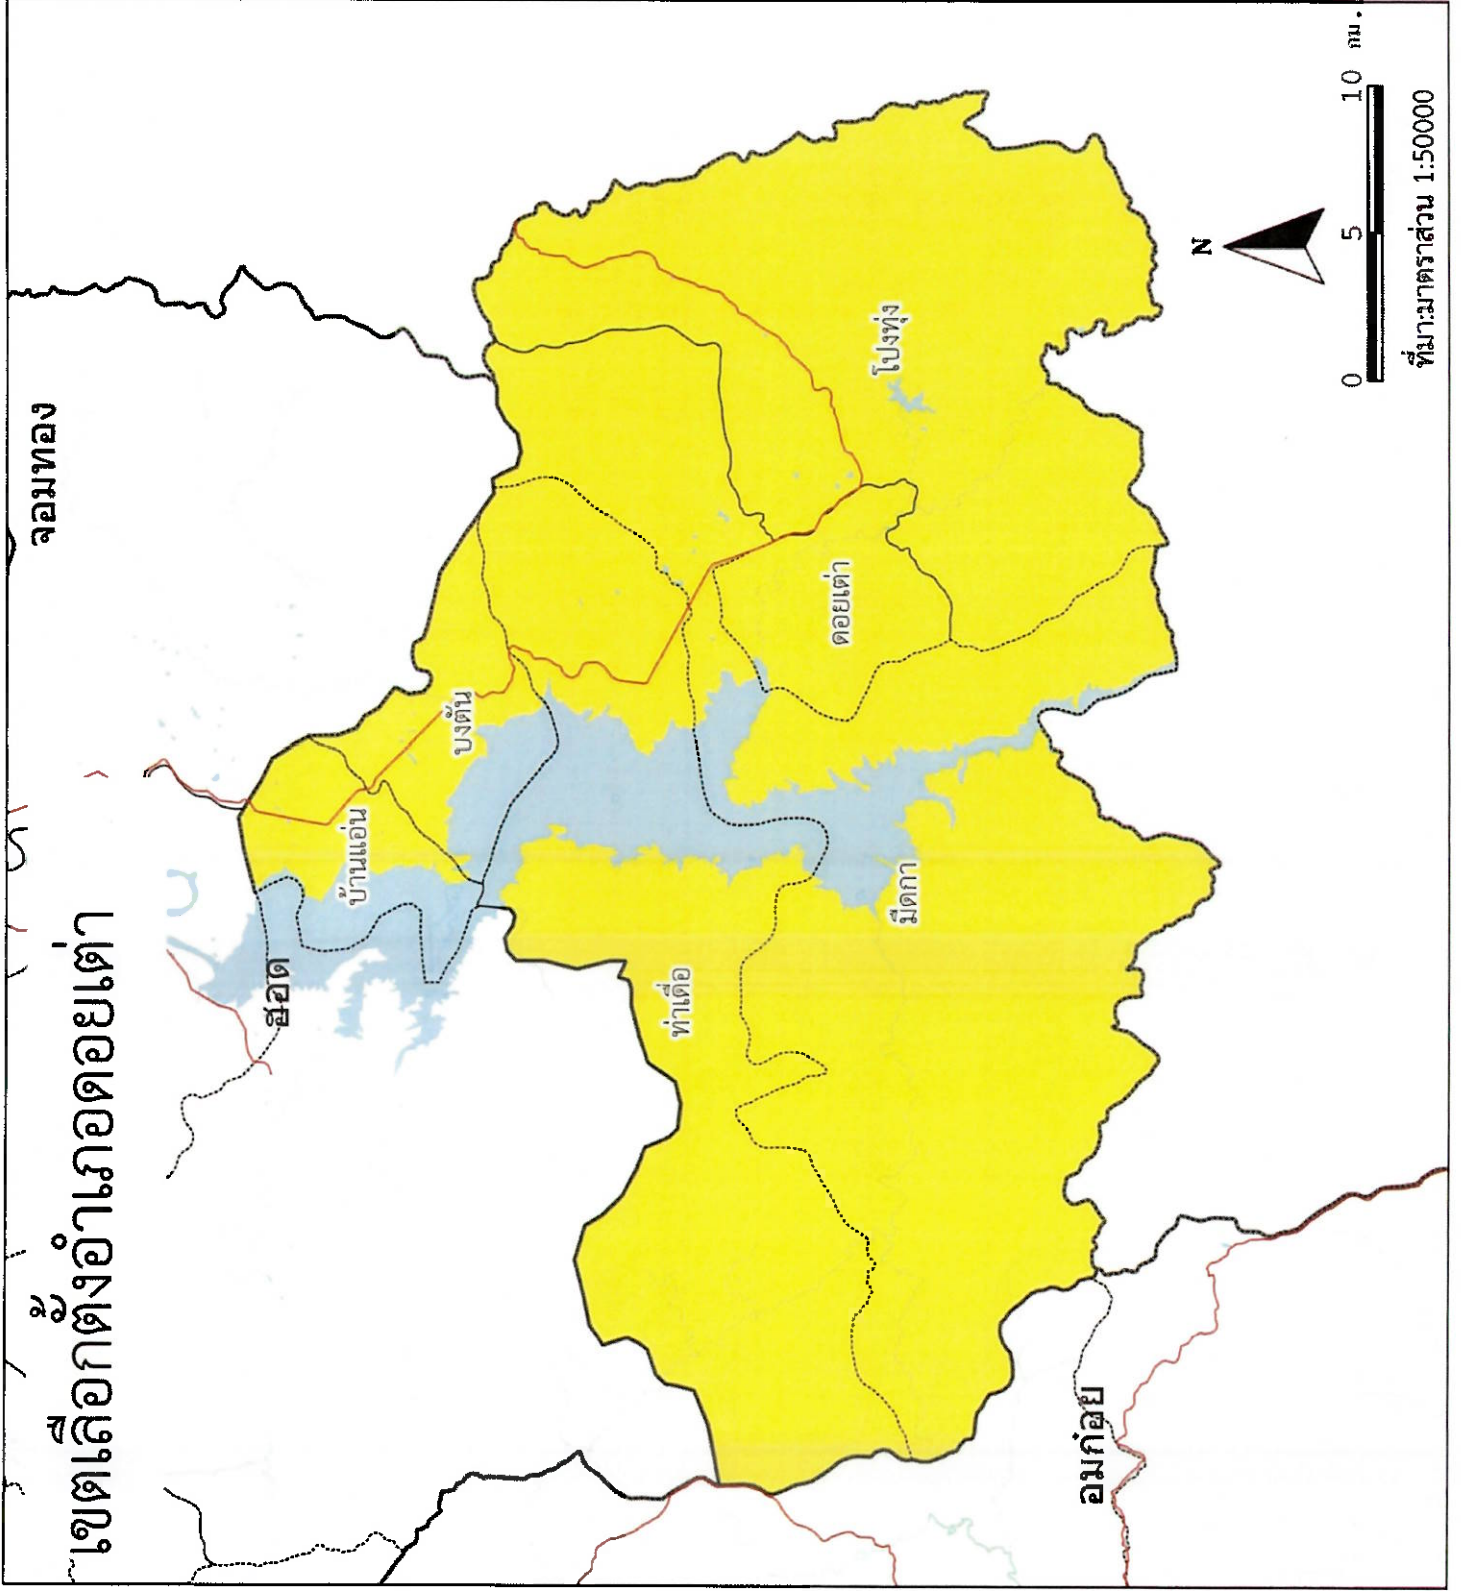 เขตเลือกตั้งอำเภอดอยเต่า
จอมทอง
ฮอด
บ้านแอ่น
บงตัน
ท่าเดื่อ
มืดกา
ดอยเต่า
โปงทุ่ง
อมก๋อย
N
0 5 10 กม.
ที่มา:มาตราส่วน 1:50000